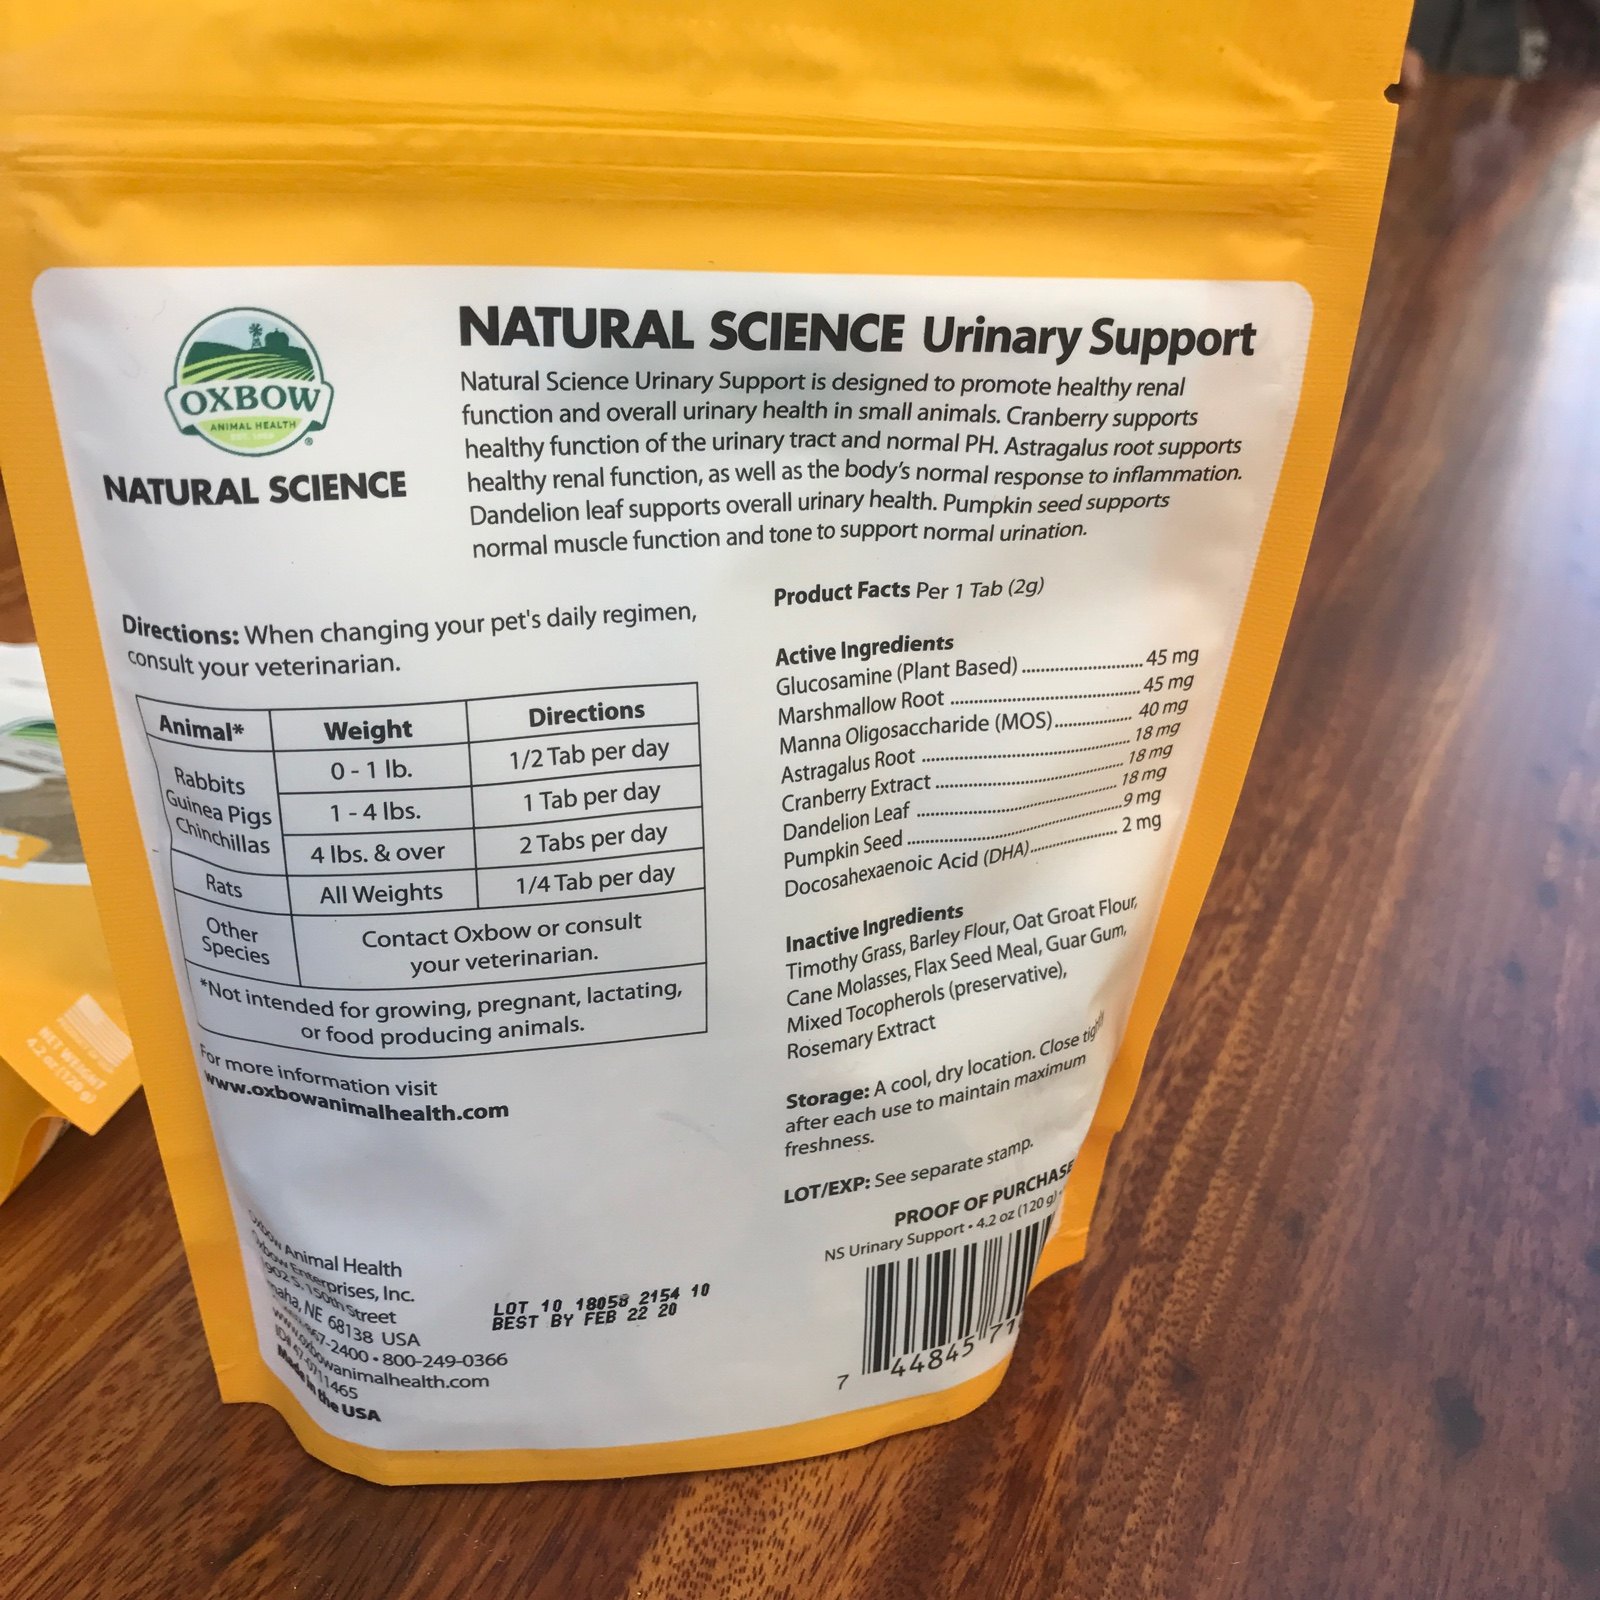 OXBOW
ANIMAL HEALTH
NATURAL SCIENCE
NATURAL SCIENCE Urinary Support
Natural Science Urinary Support is designed to promote healthy renal
function and overall urinary health in small animals. Cranberry supports
healthy function of the urinary tract and normal PH. Astragalus root supports
healthy renal function, as well as the body's normal response to inflammation.
Dandelion leaf supports overall urinary health. Pumpkin seed supports
normal muscle function and tone to support normal urination.
Directions: When changing your pet's daily regimen,
consult your veterinarian.
Animal* Weight Directions
Rabbits
Guinea Pigs
Chinchillas
0 - 1 lb. 1/2 Tab per day
1 - 4 lbs. 1 Tab per day
4 lbs. & over 2 Tabs per day
Rats All Weights 1/4 Tab per day
Other
Species
Contact Oxbow or consult
your veterinarian.
*Not intended for growing, pregnant, lactating,
or food producing animals.
For more information visit
www.oxbowanimalhealth.com
Product Facts Per 1 Tab (2g)
Active Ingredients
Glucosamine (Plant Based) 45 mg
Marshmallow Root 45 mg
Manna Oligosaccharide (MOS) 40 mg
Astragalus Root 18 mg
Cranberry Extract 18 mg
Dandelion Leaf 18 mg
Pumpkin Seed 9 mg
Docosahexaenoic Acid (DHA) 2 mg
Inactive Ingredients
Timothy Grass, Barley Flour, Oat Groat Flour,
Cane Molasses, Flax Seed Meal, Guar Gum,
Mixed Tocopherols (preservative),
Rosemary Extract
Storage: A cool, dry location. Close tightly
after each use to maintain maximum
freshness.
LOT/EXP: See separate stamp.
PROOF OF PURCHASE
NS Urinary Support • 4.2 oz (120 g)
7 44845 71
Oxbow Animal Health
Oxbow Enterprises, Inc.
S. 150th Street
NE 68138 USA
-2400 • 800-249-0366
www.oxbowanimalhealth.com
Made in the USA
LOT 10 18058 2154 10
BEST BY FEB 22 20
NET WEIGHT
4.2 oz (120 g)